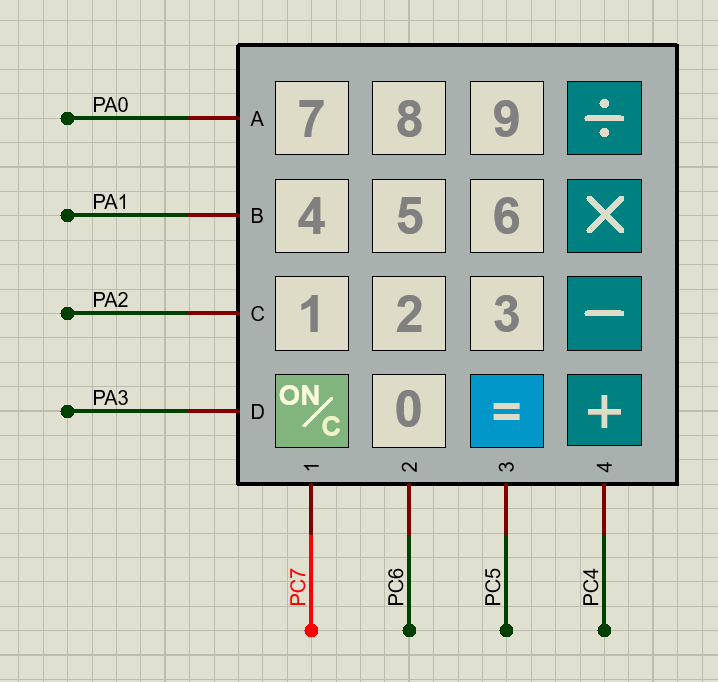 PA0 A 7 8 9 ÷
PA1 B 4 5 6 ×
PA2 C 1 2 3 −
PA3 D ON/C 0 = +
1 2 3 4
PC7 PC6 PC5 PC4